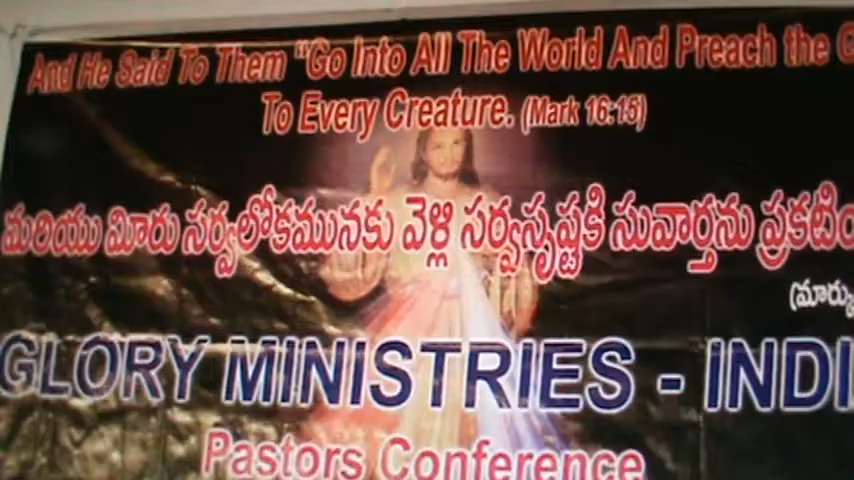 And He Said To Them "Go Into All The World And Preach the G
To Every Creature. (Mark 16:15)
మరియు మీరు సర్వలోకమునకు వెళ్లి సర్వసృష్టికి సువార్తను ప్రకటిం
(మార్కు
GLORY MINISTRIES - INDI
Pastors Conference